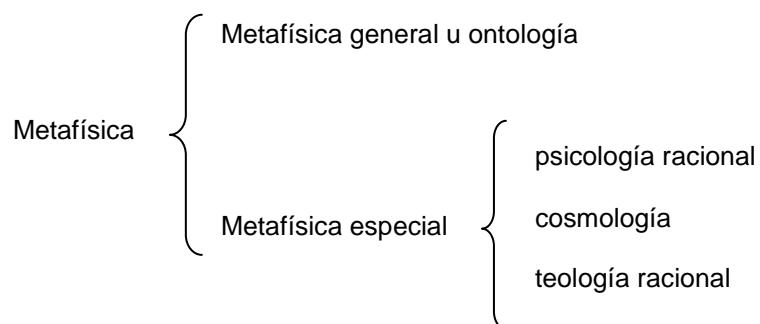 Metafísica general u ontología
Metafísica
psicología racional
Metafísica especial
cosmología
teología racional